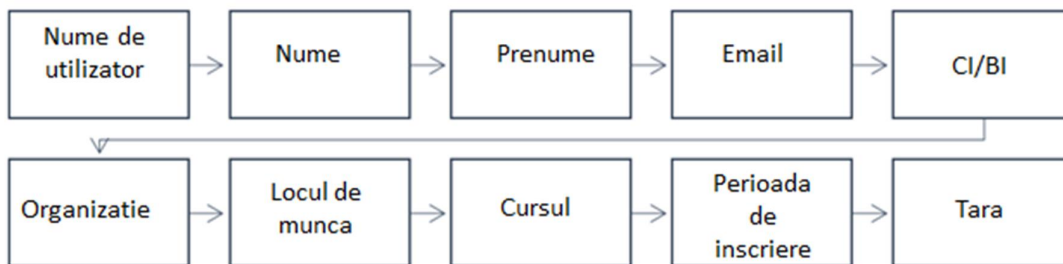 Nume de
utilizator
Nume
Prenume
Email
CI/BI
Organizatie
Locul de
munca
Cursul
Perioada
de
inscriere
Tara